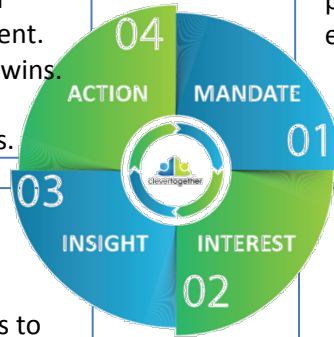 ent.
wins.
s.
p
e
04
ACTION
MANDATE
01
clevertogether
03
INSIGHT
INTEREST
02
s to